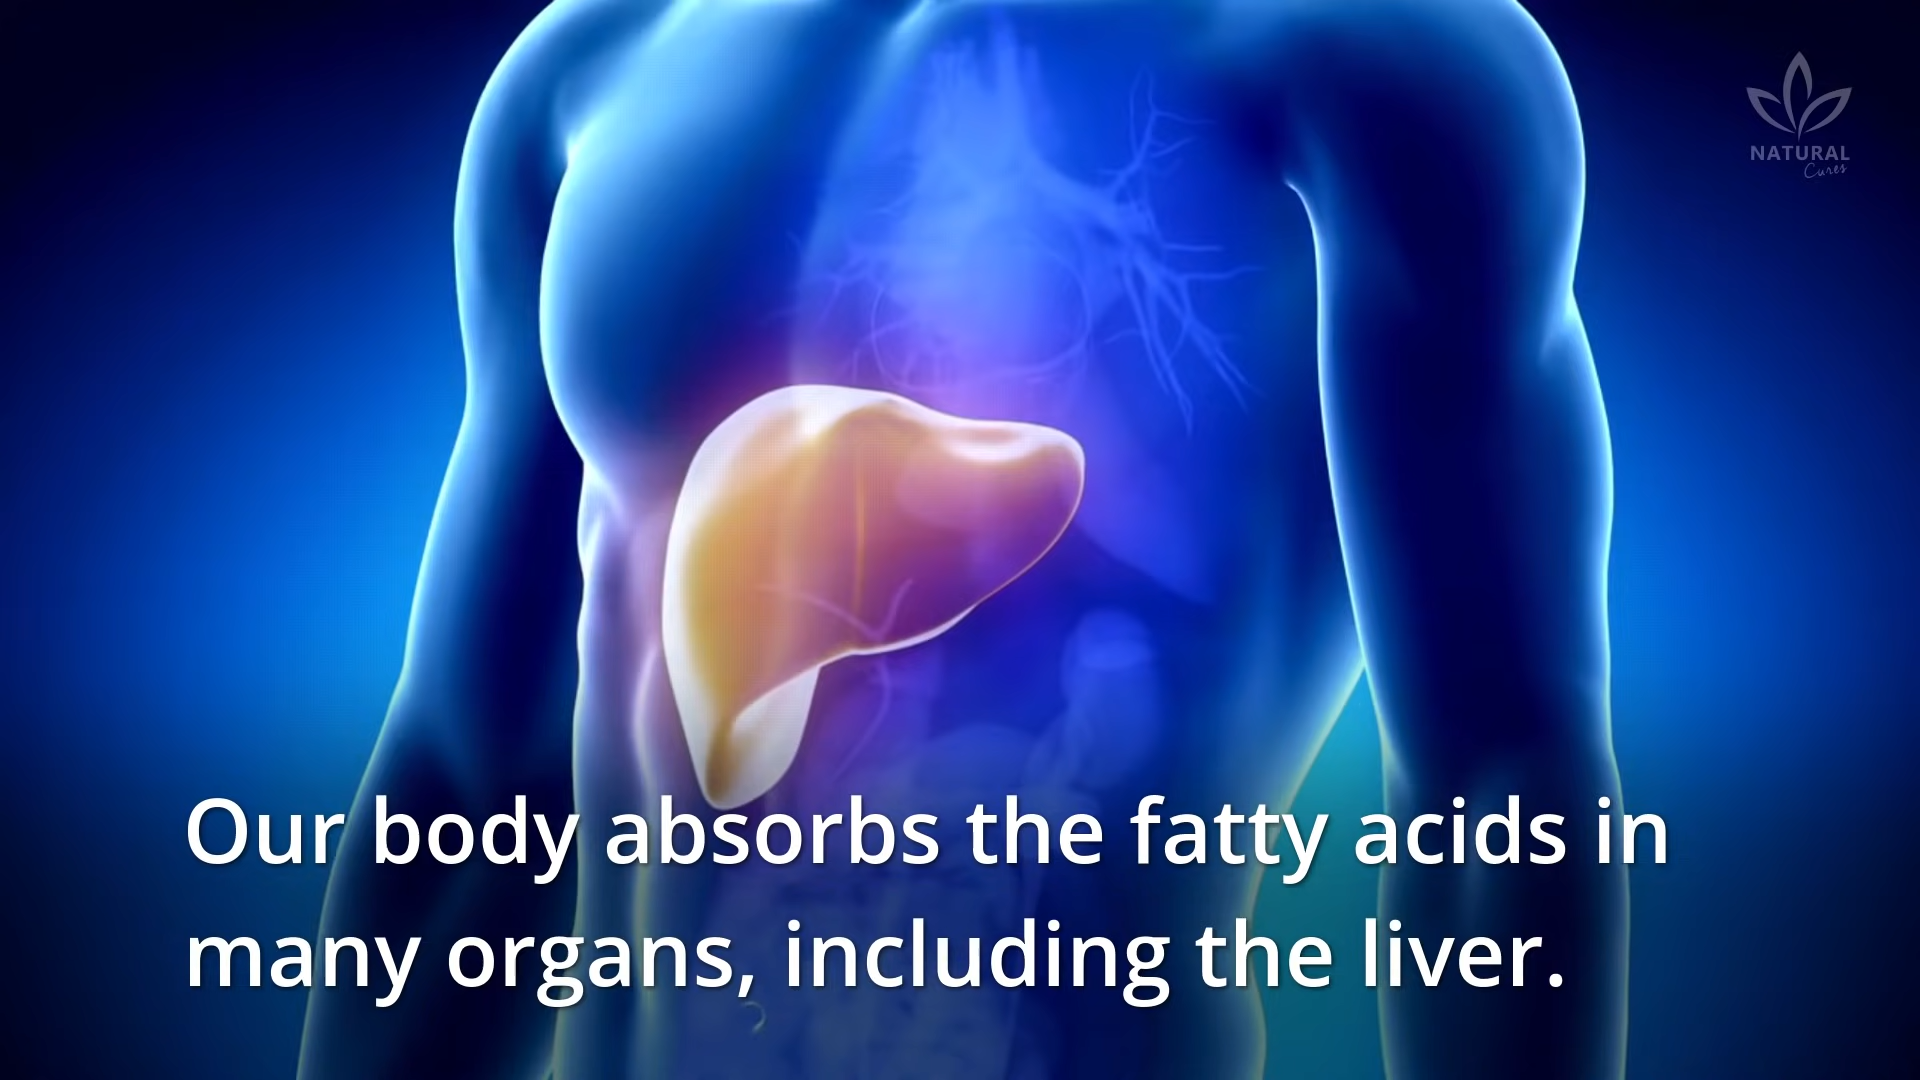 NATURAL
Cures
Our body absorbs the fatty acids in
many organs, including the liver.